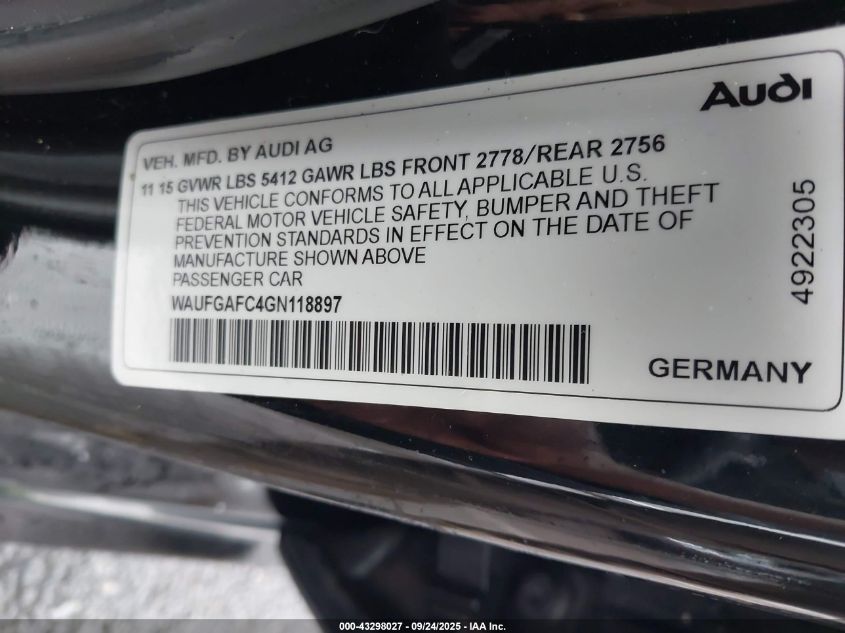 Audi
VEH. MFD. BY AUDI AG
11 15 GVWR LBS 5412 GAWR LBS FRONT 2778/REAR 2756
THIS VEHICLE CONFORMS TO ALL APPLICABLE U.S.
FEDERAL MOTOR VEHICLE SAFETY, BUMPER AND THEFT
PREVENTION STANDARDS IN EFFECT ON THE DATE OF
MANUFACTURE SHOWN ABOVE
PASSENGER CAR
WAUFGAFC4GN118897
4922305
GERMANY
000-43298027 - 09/24/2025 - IAA Inc.